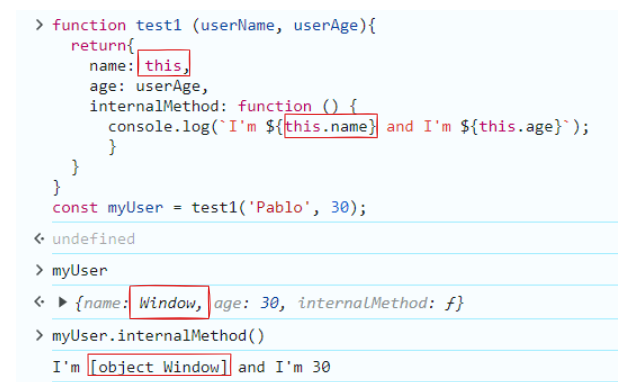 > function test1 (userName, userAge){
return{
name: this,
age: userAge,
internalMethod: function () {
console.log(`I'm ${this.name} and I'm ${this.age}`);
}
}
}
const myUser = test1('Pablo', 30);
undefined
> myUser
▶ {name: Window, age: 30, internalMethod: ƒ}
> myUser.internalMethod()
I'm [object Window] and I'm 30